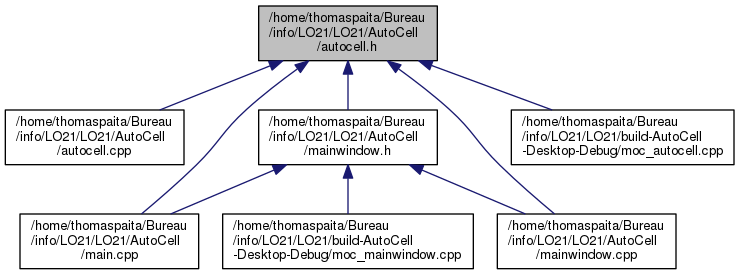 /home/thomaspaita/Bureau
/info/LO21/LO21/AutoCell
/autocell.h
/home/thomaspaita/Bureau
/info/LO21/LO21/AutoCell
/autocell.cpp
/home/thomaspaita/Bureau
/info/LO21/LO21/AutoCell
/mainwindow.h
/home/thomaspaita/Bureau
/info/LO21/LO21/build-AutoCell
-Desktop-Debug/moc_autocell.cpp
/home/thomaspaita/Bureau
/info/LO21/LO21/AutoCell
/main.cpp
/home/thomaspaita/Bureau
/info/LO21/LO21/build-AutoCell
-Desktop-Debug/moc_mainwindow.cpp
/home/thomaspaita/Bureau
/info/LO21/LO21/AutoCell
/mainwindow.cpp